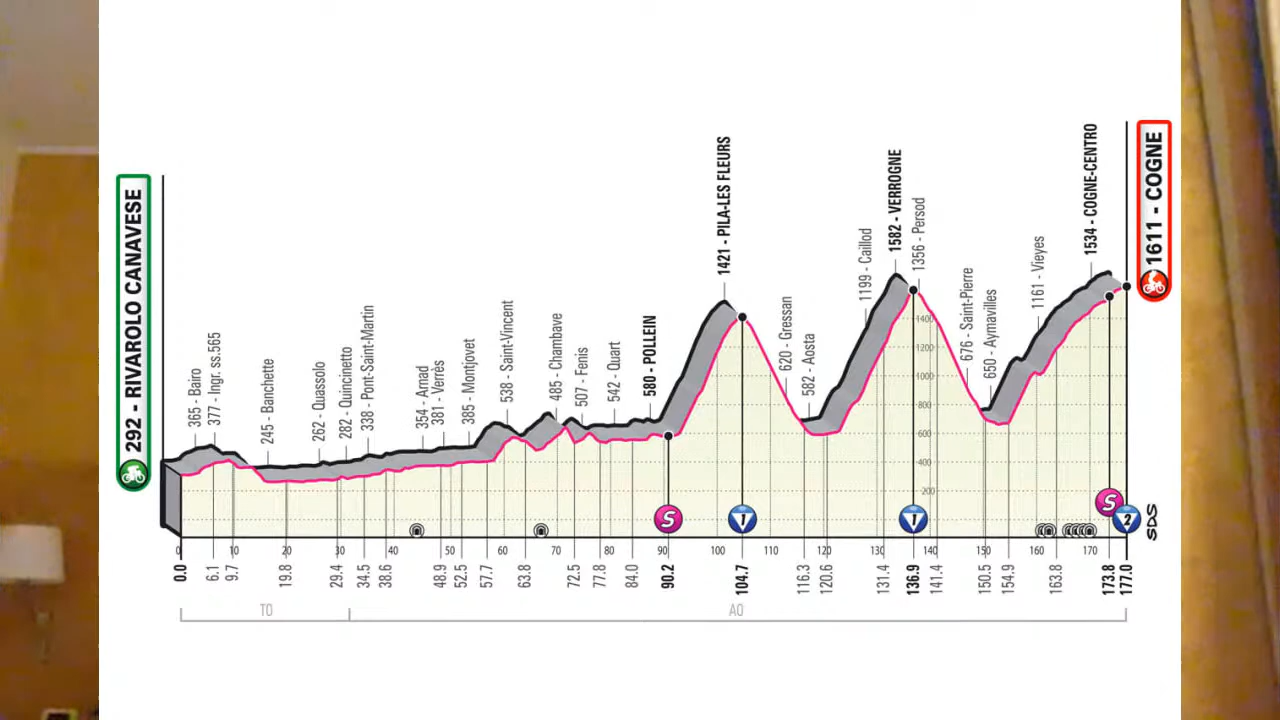 292 - RIVAROLO CANAVESE
365 - Bairo
377 - Ingr. ss.565
245 - Banchette
262 - Quassolo
282 - Quincinetto
338 - Pont-Saint-Martin
354 - Arnad
381 - Verrès
385 - Montjovet
538 - Saint-Vincent
485 - Chambave
507 - Fenis
542 - Quart
580 - POLLEIN
1421 - PILA-LES FLEURS
620 - Gressan
582 - Aosta
1199 - Caillod
1582 - VERROGNE
1356 - Persod
676 - Saint-Pierre
650 - Aymavilles
1161 - Vieyes
1534 - COGNE-CENTRO
1611 - COGNE
1400
1200
1000
800
600
400
200
S 1 1 S 2
SDS
0 10 20 30 40 50 60 70 80 90 100 110 120 130 140 150 160 170
0.0 6.1 9.7 19.8 29.4 34.5 38.6 48.9 52.5 57.7 63.8 72.5 77.8 84.0 90.2 104.7 116.3 120.6 131.4 136.9 141.4 150.5 154.9 163.8 173.8 177.0
TO AO